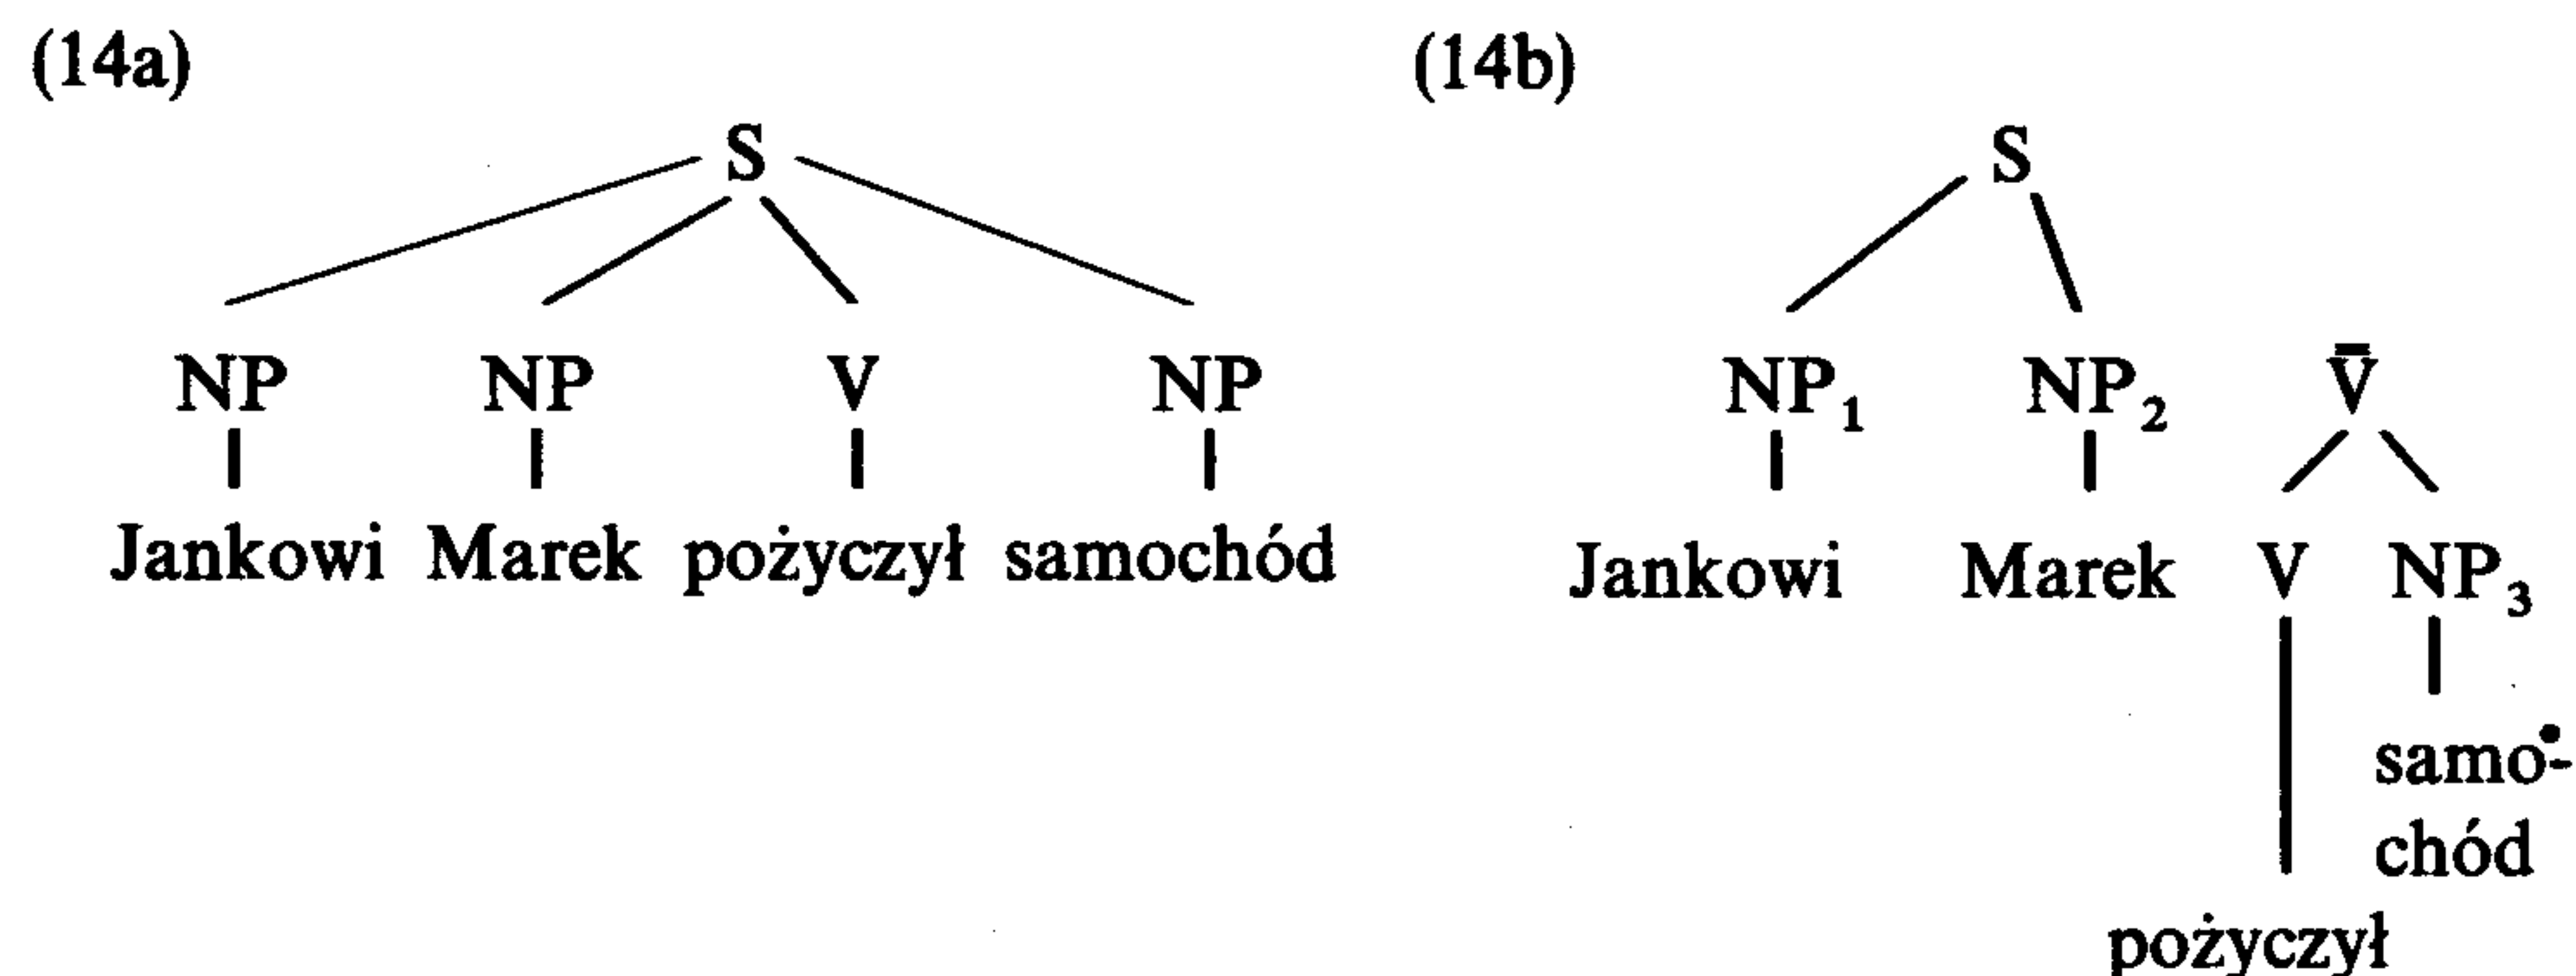 (14a) (14b)
S S
NP NP V NP NP₁ NP₂ V̄
Jankowi Marek pożyczył samochód Jankowi Marek V NP₃
samo-
chód
pożyczył